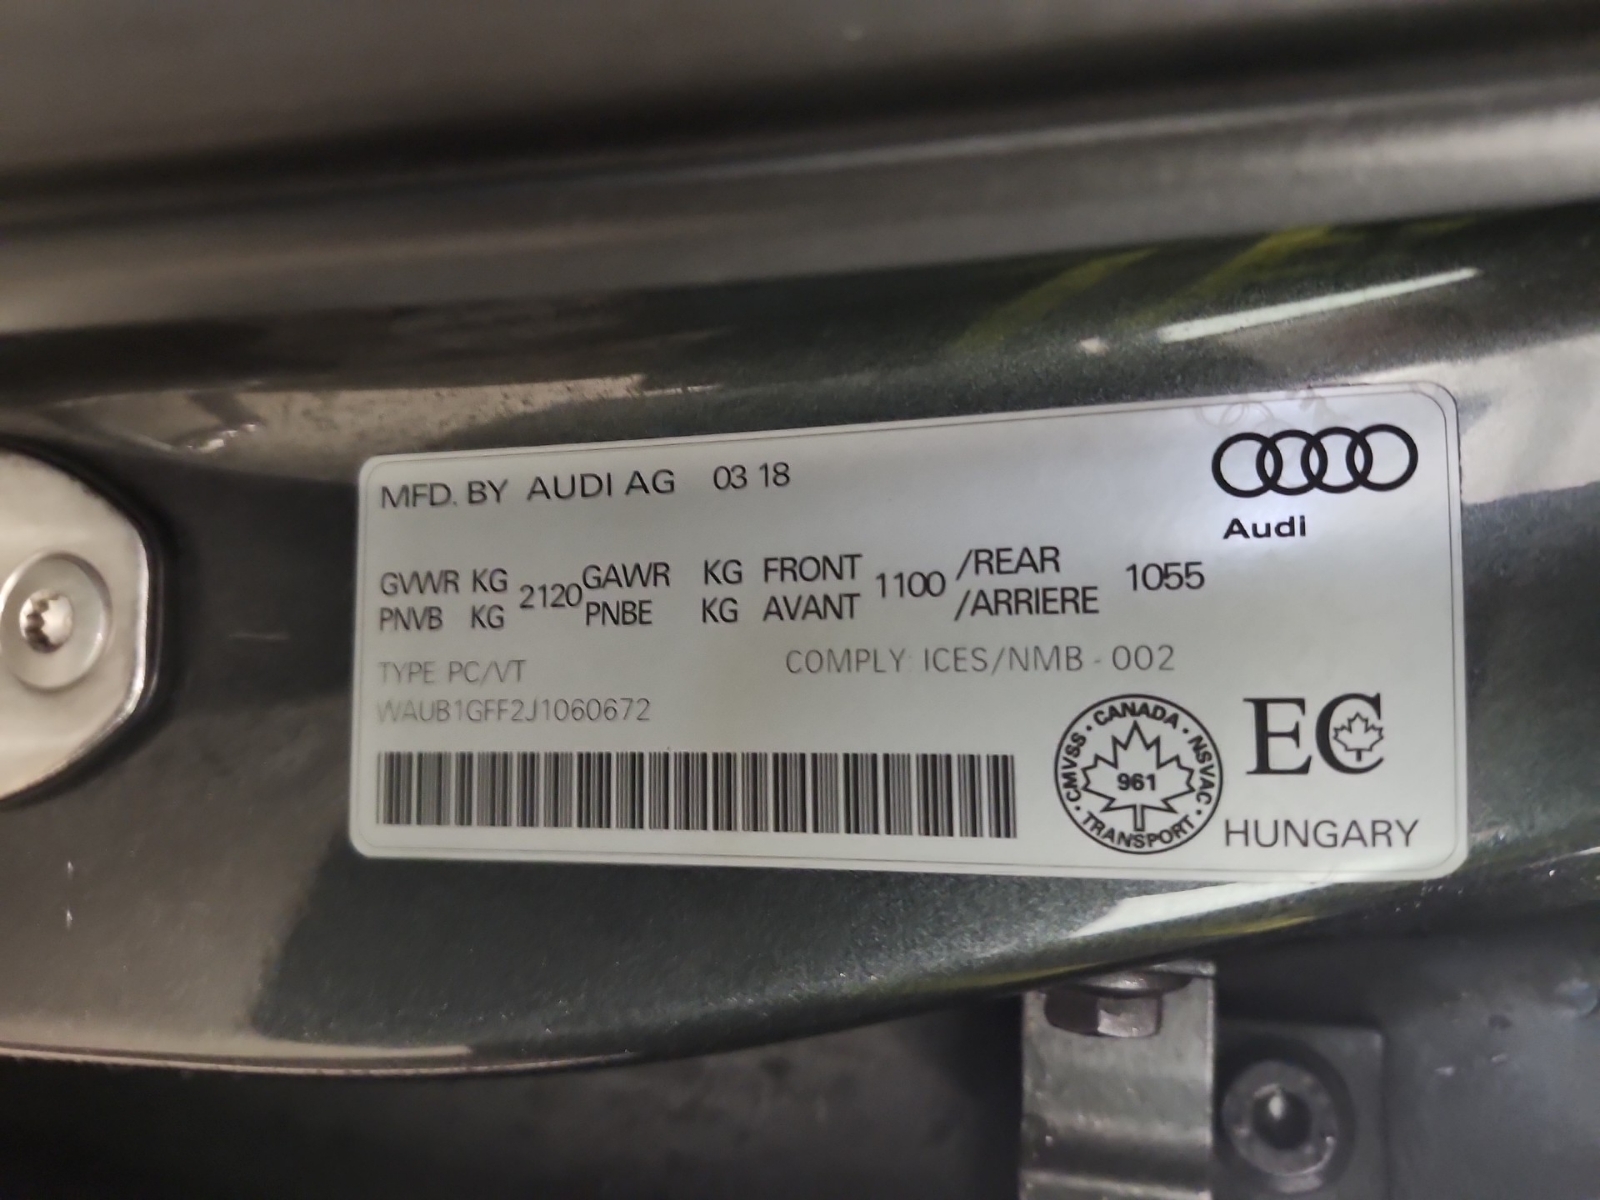 MFD. BY AUDI AG 03 18
Audi
GVWR KG 2120 GAWR KG FRONT 1100 /REAR 1055
PNVB KG PNBE KG AVANT /ARRIERE
TYPE PC/VT COMPLY ICES/NMB - 002
WAUB1GFF2J1060672
CANADA · NSVAC · TRANSPORT · CMVSS ·
961
EC
HUNGARY